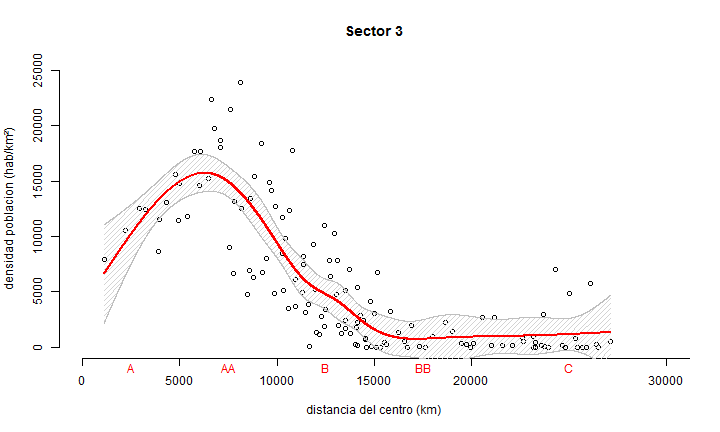 Sector 3
densidad poblacion (hab/km²)
25000
20000
15000
10000
5000
0
0 5000 10000 15000 20000 30000
A AA B BB C
distancia del centro (km)